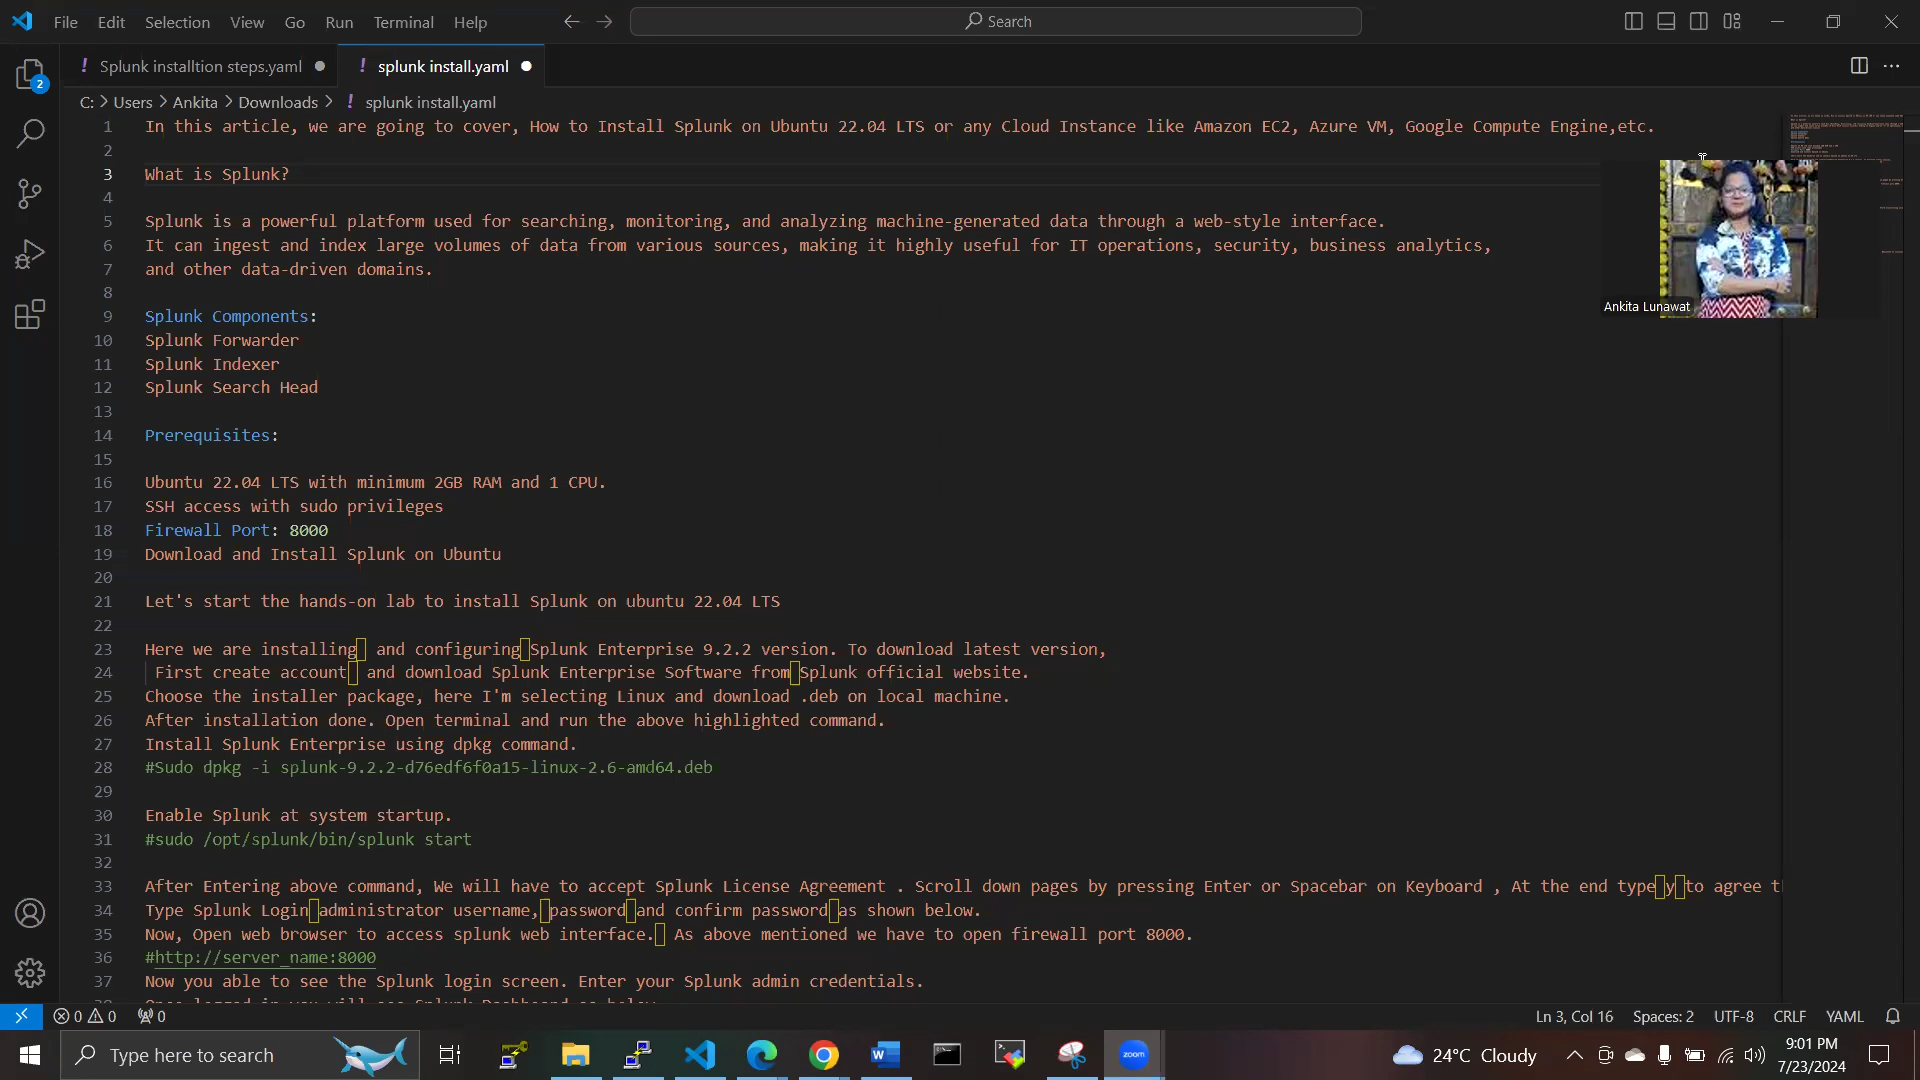 File Edit Selection View Go Run Terminal Help Search
Splunk installtion steps.yaml splunk install.yaml
C: > Users > Ankita > Downloads > splunk install.yaml
1 In this article, we are going to cover, How to Install Splunk on Ubuntu 22.04 LTS or any Cloud Instance like Amazon EC2, Azure VM, Google Compute Engine,etc.
2
3 What is Splunk?
4
5 Splunk is a powerful platform used for searching, monitoring, and analyzing machine-generated data through a web-style interface.
6 It can ingest and index large volumes of data from various sources, making it highly useful for IT operations, security, business analytics,
7 and other data-driven domains.
8
Ankita Lunawat
9 Splunk Components:
10 Splunk Forwarder
11 Splunk Indexer
12 Splunk Search Head
13
14 Prerequisites:
15
16 Ubuntu 22.04 LTS with minimum 2GB RAM and 1 CPU.
17 SSH access with sudo privileges
18 Firewall Port: 8000
19 Download and Install Splunk on Ubuntu
20
21 Let's start the hands-on lab to install Splunk on ubuntu 22.04 LTS
22
23 Here we are installing and configuring Splunk Enterprise 9.2.2 version. To download latest version,
24 First create account and download Splunk Enterprise Software from Splunk official website.
25 Choose the installer package, here I'm selecting Linux and download .deb on local machine.
26 After installation done. Open terminal and run the above highlighted command.
27 Install Splunk Enterprise using dpkg command.
28 #Sudo dpkg -i splunk-9.2.2-d76edf6f0a15-linux-2.6-amd64.deb
29
30 Enable Splunk at system startup.
31 #sudo /opt/splunk/bin/splunk start
32
33 After Entering above command, We will have to accept Splunk License Agreement . Scroll down pages by pressing Enter or Spacebar on Keyboard , At the end type y to agree t
34 Type Splunk Login administrator username, password and confirm password as shown below.
35 Now, Open web browser to access splunk web interface. As above mentioned we have to open firewall port 8000.
36 #http://server_name:8000
37 Now you able to see the Splunk login screen. Enter your Splunk admin credentials.
0 0 0 Ln 3, Col 16 Spaces: 2 UTF-8 CRLF YAML
Type here to search zoom 24°C Cloudy 9:01 PM
7/23/2024
2